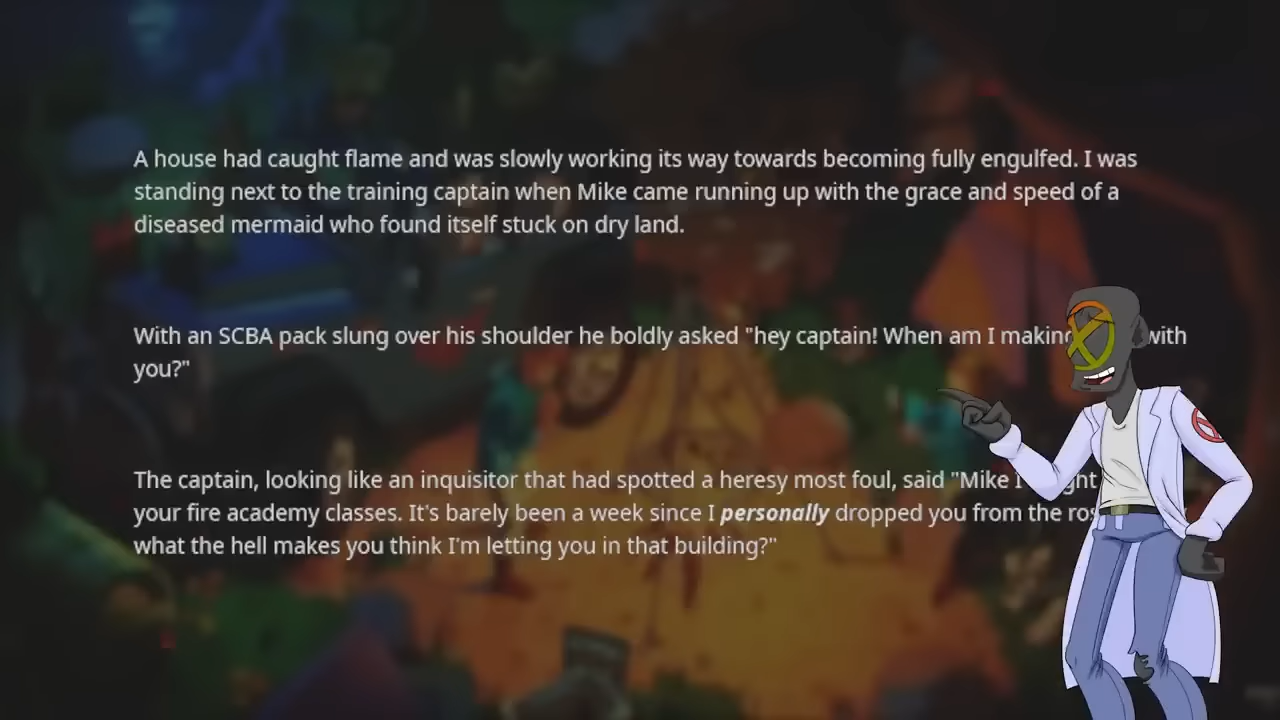 A house had caught flame and was slowly working its way towards becoming fully engulfed. I was
standing next to the training captain when Mike came running up with the grace and speed of a
diseased mermaid who found itself stuck on dry land.
With an SCBA pack slung over his shoulder he boldly asked "hey captain! When am I making with
you?"
The captain, looking like an inquisitor that had spotted a heresy most foul, said "Mike I
your fire academy classes. It's barely been a week since I personally dropped you from the
what the hell makes you think I'm letting you in that building?"